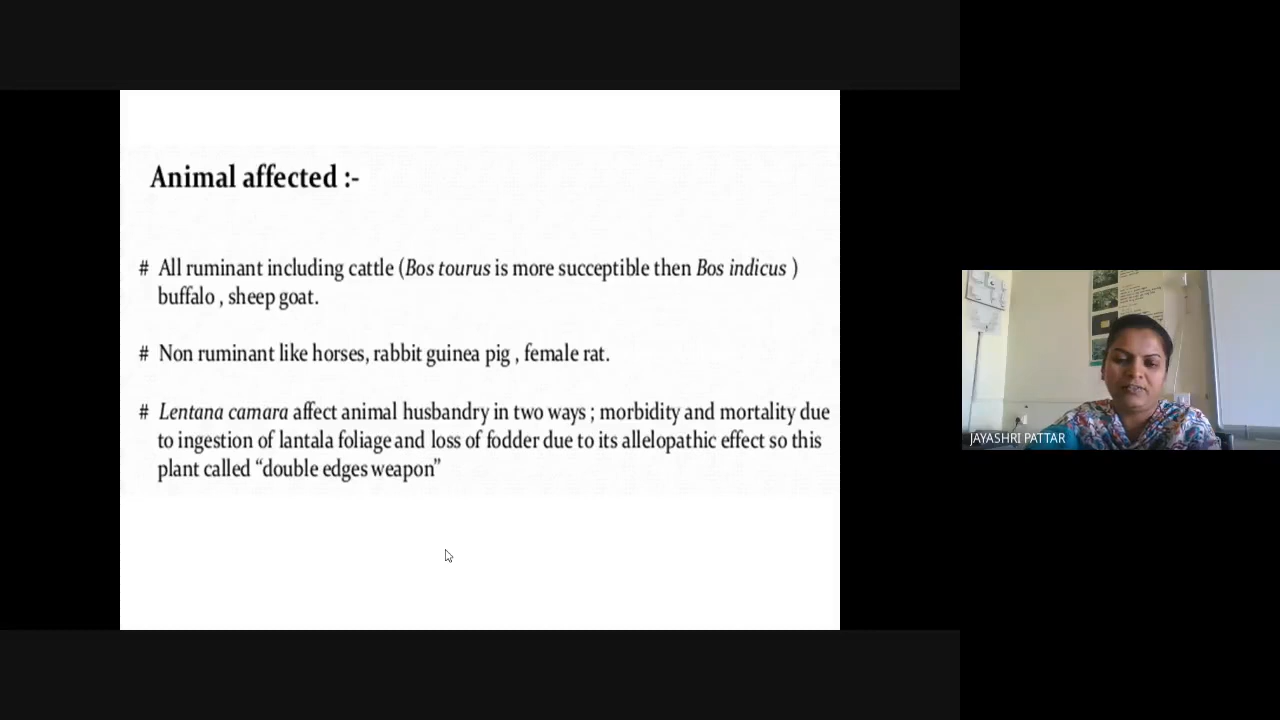 Animal affected :-
# All ruminant including cattle (Bos tourus is more succeptible then Bos indicus )
buffalo , sheep goat.
# Non ruminant like horses, rabbit guinea pig , female rat.
# Lentana camara affect animal husbandry in two ways ; morbidity and mortality due
to ingestion of lantala foliage and loss of fodder due to its allelopathic effect so this
plant called “double edges weapon”
JAYASHRI PATTAR